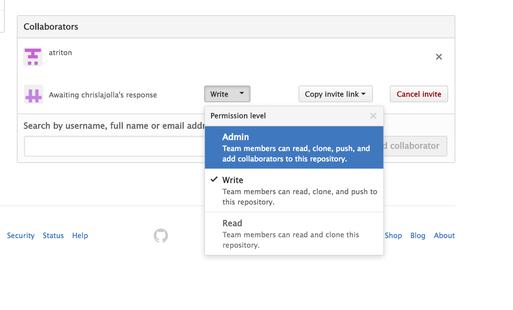 Collaborators
atriton
Awaiting chrislajolla's response
Write
Copy invite link
Cancel invite
Permission level
Search by username, full name or email
Admin
Team members can read, clone, push, and
add collaborators to this repository.
collaborator
Write
Team members can read, clone, and push to
this repository.
Read
Team members can read and clone this
repository.
Security Status Help
Shop Blog About